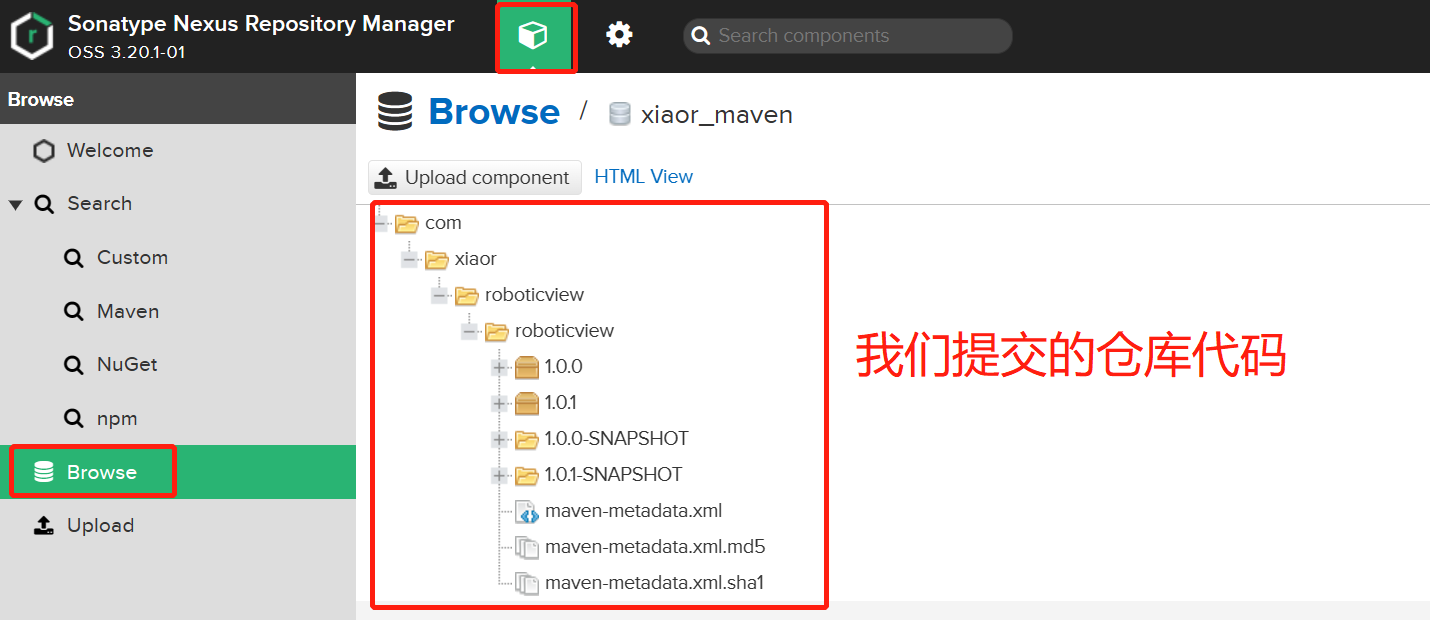 Sonatype Nexus Repository Manager
OSS 3.20.1-01
Search components
Browse
Welcome
Search
Custom
Maven
NuGet
npm
Browse
Upload
Browse / xiaor_maven
Upload component HTML View
com
xiaor
roboticview
roboticview
1.0.0
1.0.1
1.0.0-SNAPSHOT
1.0.1-SNAPSHOT
maven-metadata.xml
maven-metadata.xml.md5
maven-metadata.xml.sha1
我们提交的仓库代码